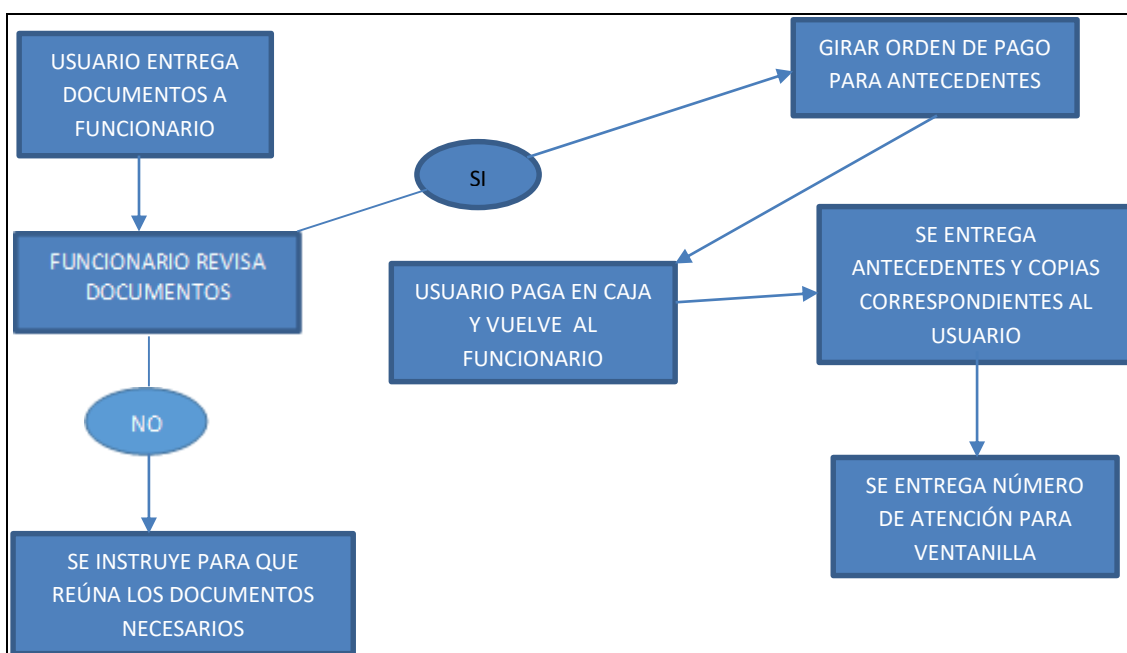 USUARIO ENTREGA
DOCUMENTOS A
FUNCIONARIO
FUNCIONARIO REVISA
DOCUMENTOS
NO
SE INSTRUYE PARA QUE
REÚNA LOS DOCUMENTOS
NECESARIOS
SI
GIRAR ORDEN DE PAGO
PARA ANTECEDENTES
USUARIO PAGA EN CAJA
Y VUELVE AL
FUNCIONARIO
SE ENTREGA
ANTECEDENTES Y COPIAS
CORRESPONDIENTES AL
USUARIO
SE ENTREGA NÚMERO
DE ATENCIÓN PARA
VENTANILLA